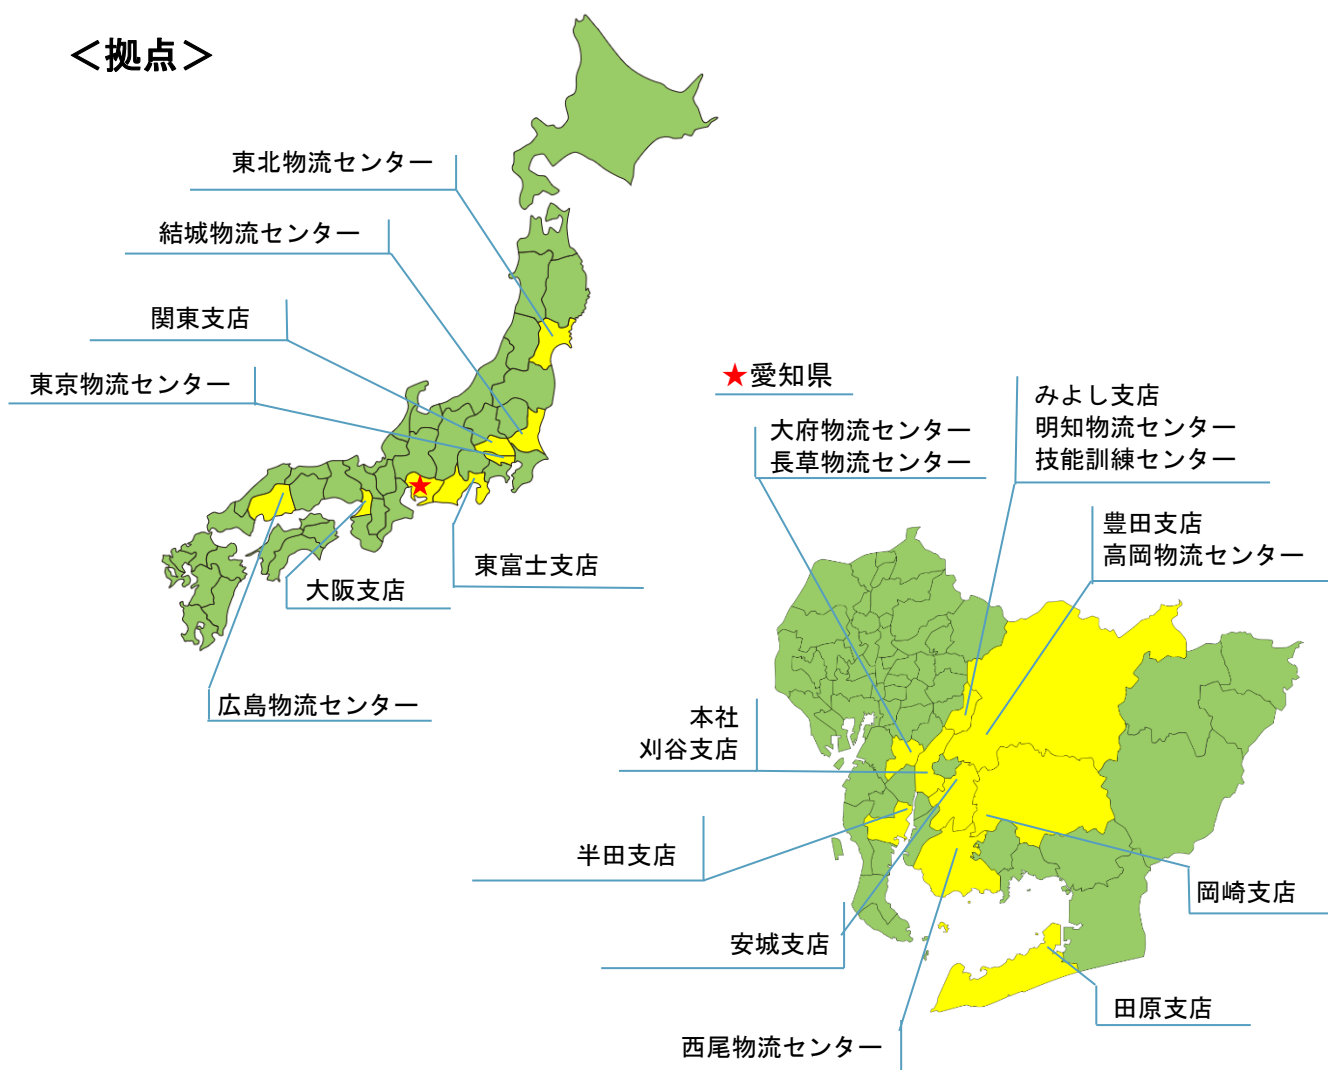 ＜拠点＞
東北物流センター
結城物流センター
関東支店
東京物流センター
東富士支店
大阪支店
広島物流センター
★愛知県
大府物流センター
長草物流センター
みよし支店
明知物流センター
技能訓練センター
豊田支店
高岡物流センター
本社
刈谷支店
半田支店
岡崎支店
安城支店
田原支店
西尾物流センター